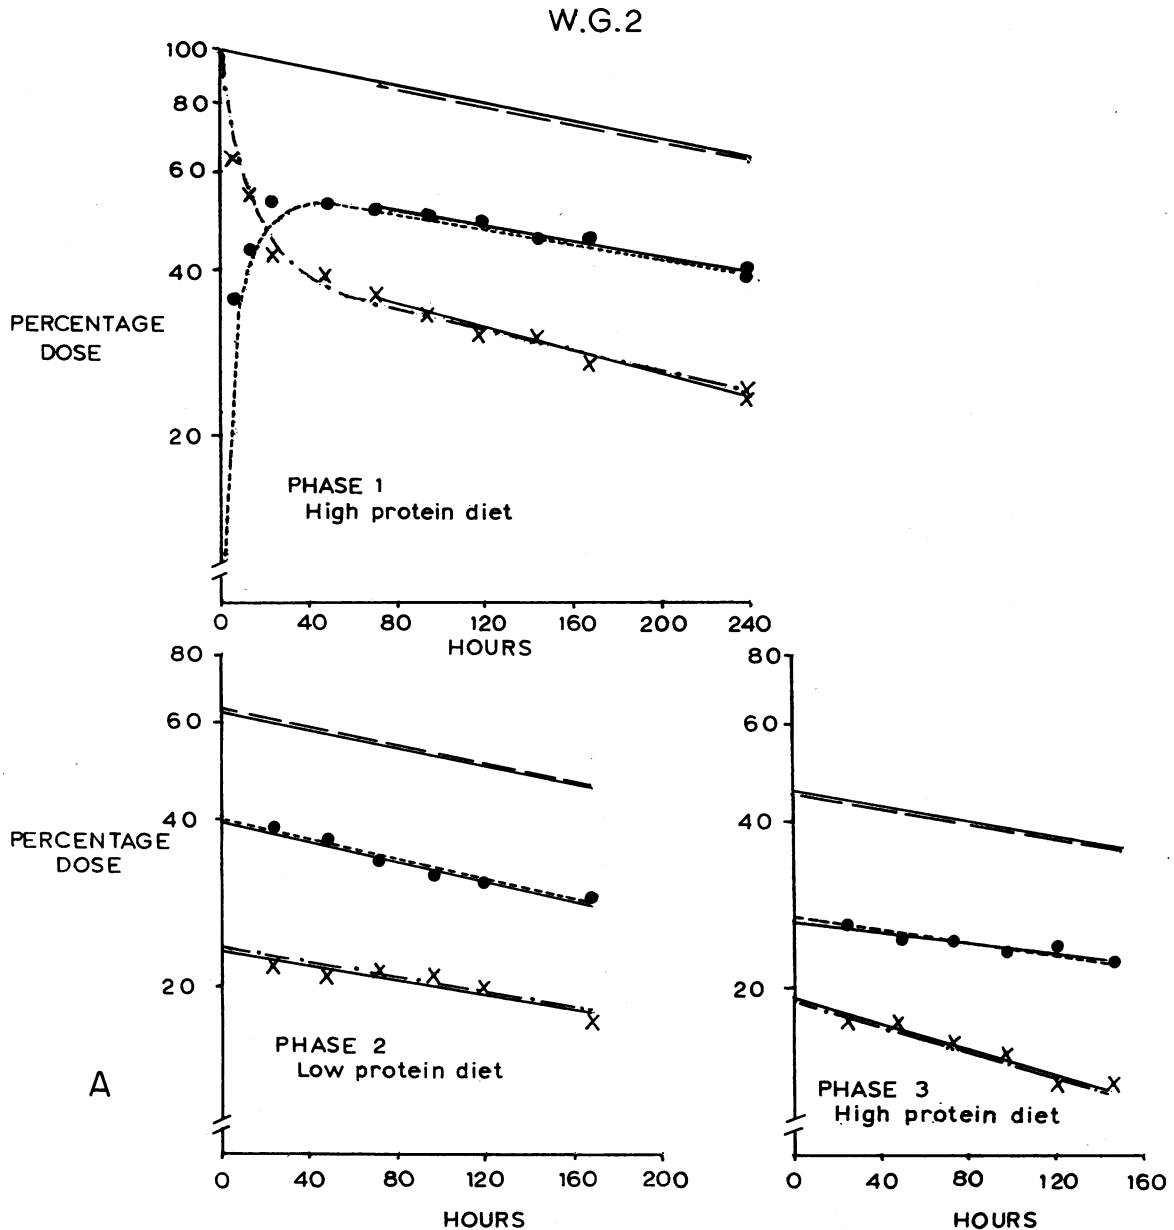 W.G.2
100
80
60
40
20
PERCENTAGE
DOSE
PHASE 1
High protein diet
0 40 80 120 160 200 240
HOURS
80
60
40
20
PERCENTAGE
DOSE
PHASE 2
Low protein diet
A
0 40 80 120 160 200
HOURS
80
60
40
20
PHASE 3
High protein diet
0 40 80 120 160
HOURS